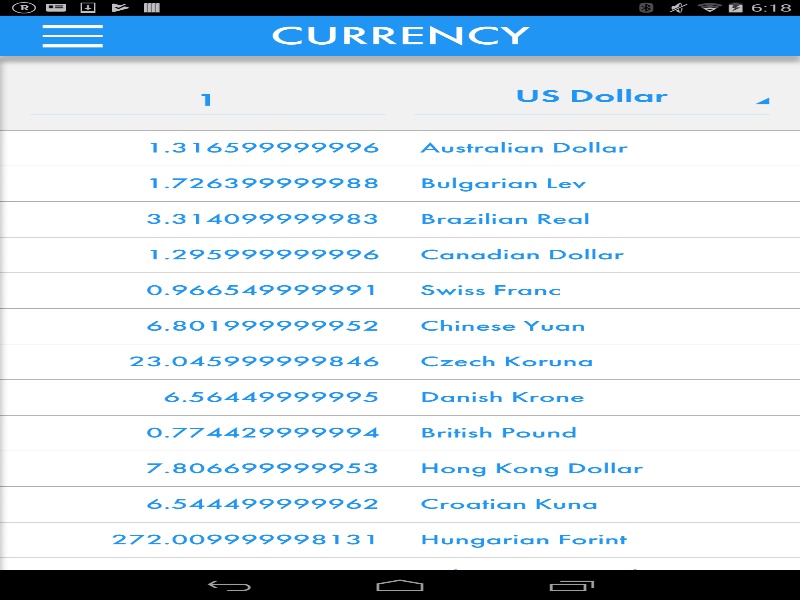 6:18
CURRENCY
1 US Dollar
1.316599999996 Australian Dollar
1.726399999988 Bulgarian Lev
3.314099999983 Brazilian Real
1.295999999996 Canadian Dollar
0.966549999991 Swiss Franc
6.801999999952 Chinese Yuan
23.045999999846 Czech Koruna
6.56449999995 Danish Krone
0.774429999994 British Pound
7.806699999953 Hong Kong Dollar
6.544499999962 Croatian Kuna
272.009999998131 Hungarian Forint